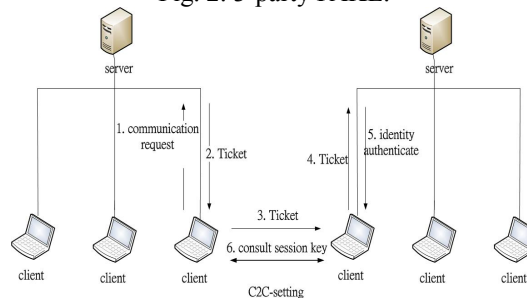 Fig. 2. 3-party PAKE.
server
server
1. communication
request
2. Ticket
4. Ticket
5. identity
authenticate
3. Ticket
6. consult session key
client
client
client
client
client
client
C2C-setting